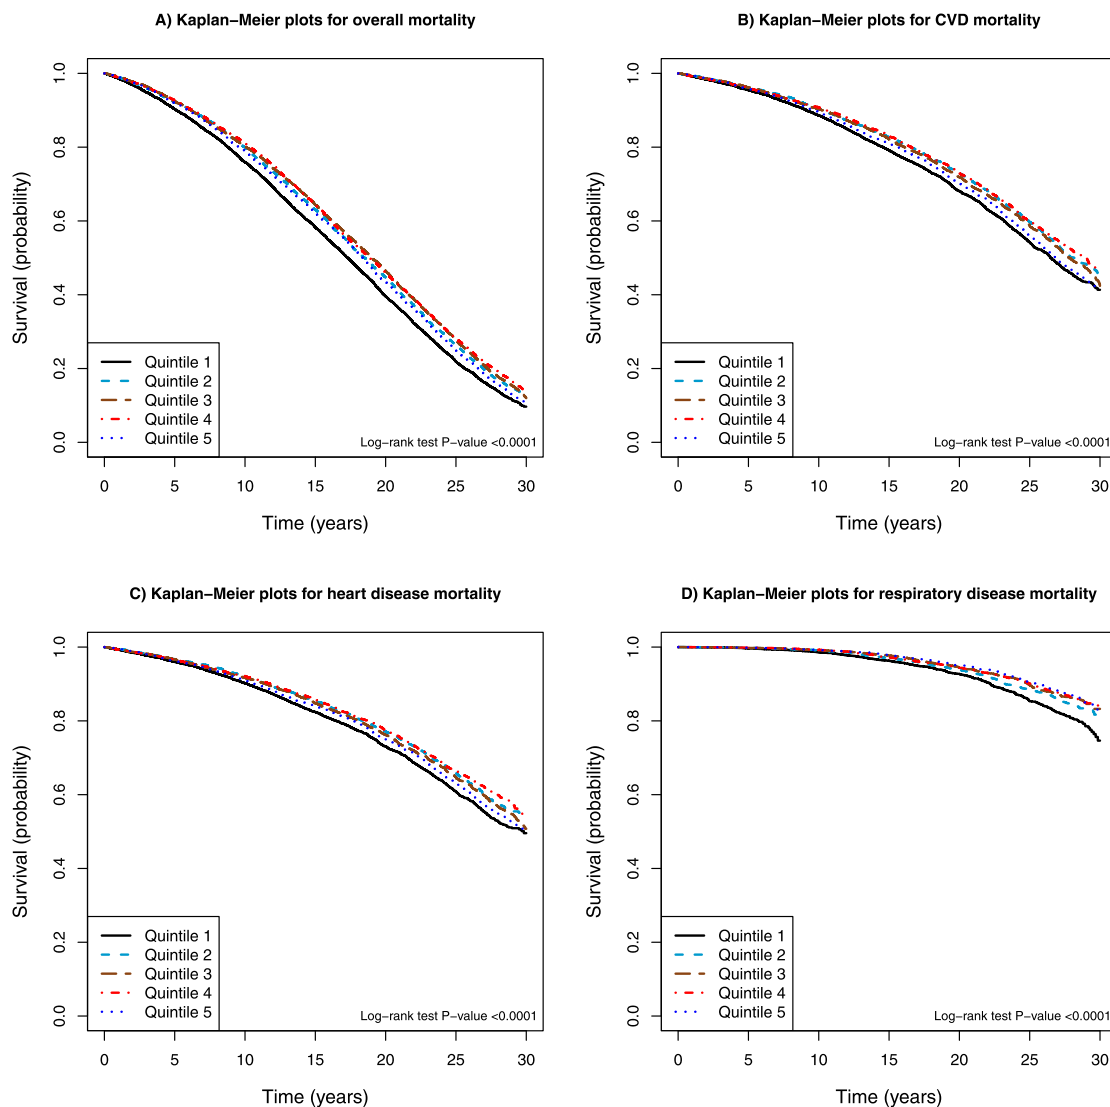 A) Kaplan−Meier plots for overall mortality
Survival (probability)
1.0
0.8
0.6
0.4
0.2
0.0
Quintile 1
Quintile 2
Quintile 3
Quintile 4
Quintile 5
Log−rank test P−value <0.0001
0 5 10 15 20 25 30
Time (years)
B) Kaplan−Meier plots for CVD mortality
Survival (probability)
1.0
0.8
0.6
0.4
0.2
0.0
Quintile 1
Quintile 2
Quintile 3
Quintile 4
Quintile 5
Log−rank test P−value <0.0001
0 5 10 15 20 25 30
Time (years)
C) Kaplan−Meier plots for heart disease mortality
Survival (probability)
1.0
0.8
0.6
0.4
0.2
0.0
Quintile 1
Quintile 2
Quintile 3
Quintile 4
Quintile 5
Log−rank test P−value <0.0001
0 5 10 15 20 25 30
Time (years)
D) Kaplan−Meier plots for respiratory disease mortality
Survival (probability)
1.0
0.8
0.6
0.4
0.2
0.0
Quintile 1
Quintile 2
Quintile 3
Quintile 4
Quintile 5
Log−rank test P−value <0.0001
0 5 10 15 20 25 30
Time (years)